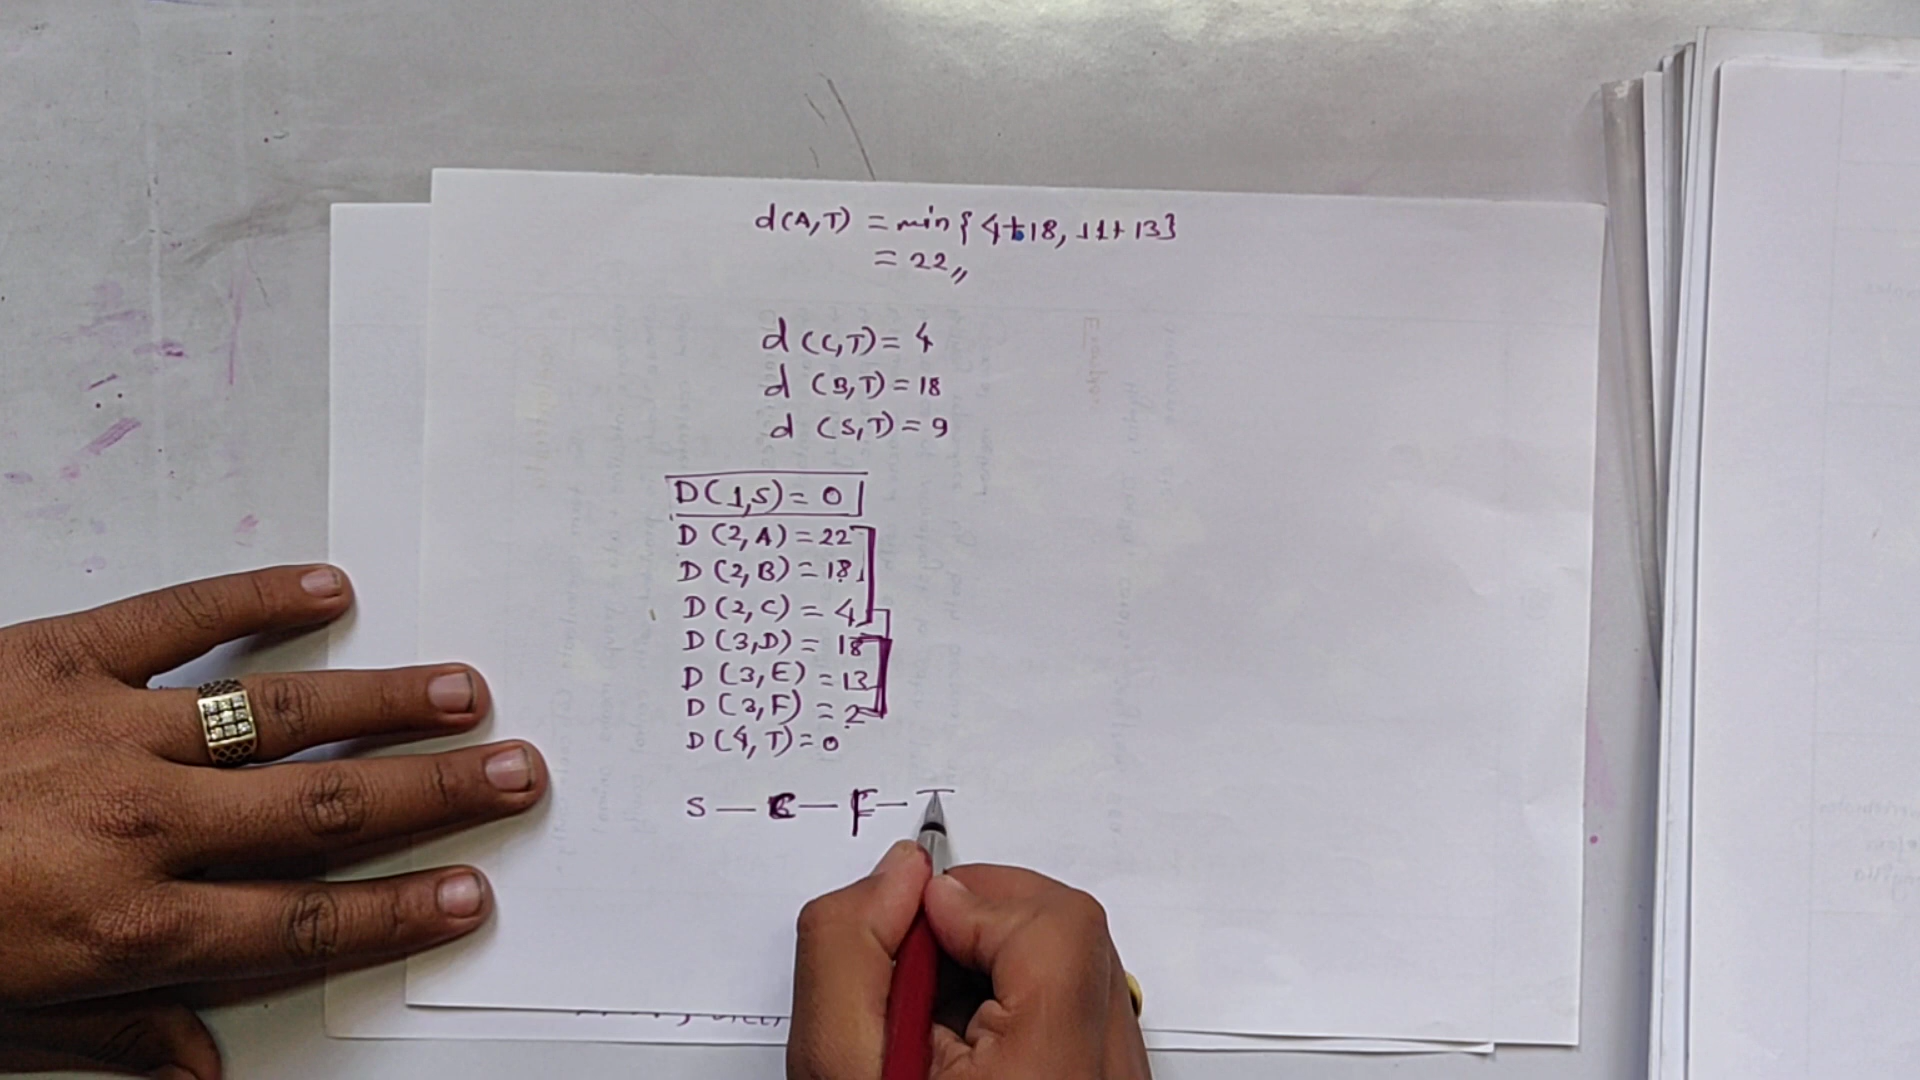 d(A,T) = min{ 4+18, 11+13}
= 22,,
d (C,T) = 4
d (B,T) = 18
d (S,T) = 9
D(1,S) = 0
D (2,A) = 22
D (2,B) = 18
D (2,C) = 4
D (3,D) = 18
D (3,E) = 13
D (3,F) = 2
D (4,T) = 0
S — C — F — T